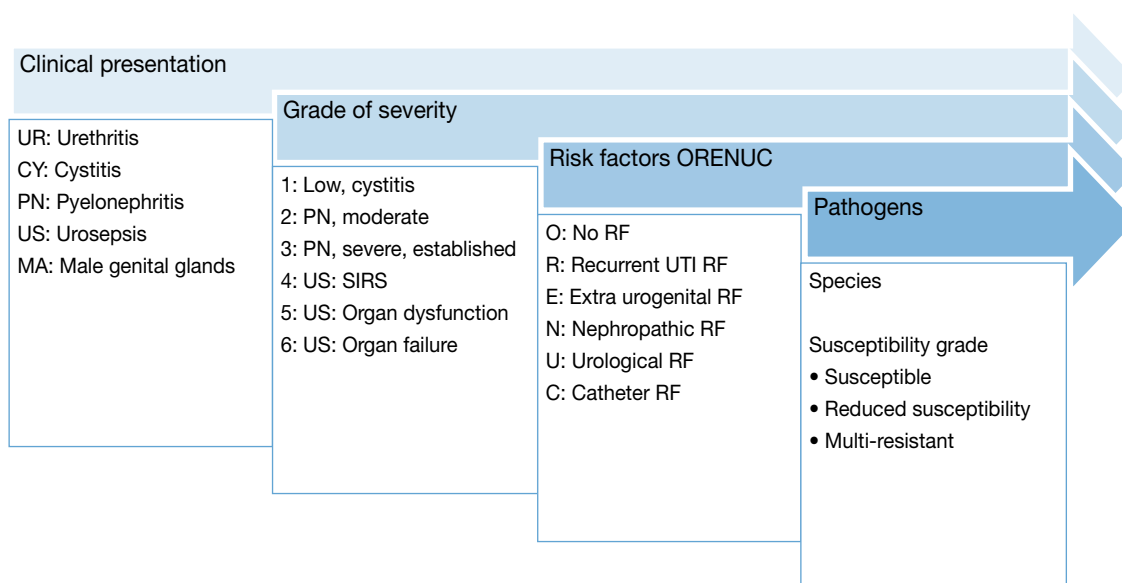 Clinical presentation
UR: Urethritis
CY: Cystitis
PN: Pyelonephritis
US: Urosepsis
MA: Male genital glands
Grade of severity
1: Low, cystitis
2: PN, moderate
3: PN, severe, established
4: US: SIRS
5: US: Organ dysfunction
6: US: Organ failure
Risk factors ORENUC
O: No RF
R: Recurrent UTI RF
E: Extra urogenital RF
N: Nephropathic RF
U: Urological RF
C: Catheter RF
Pathogens
Species
Susceptibility grade
• Susceptible
• Reduced susceptibility
• Multi-resistant